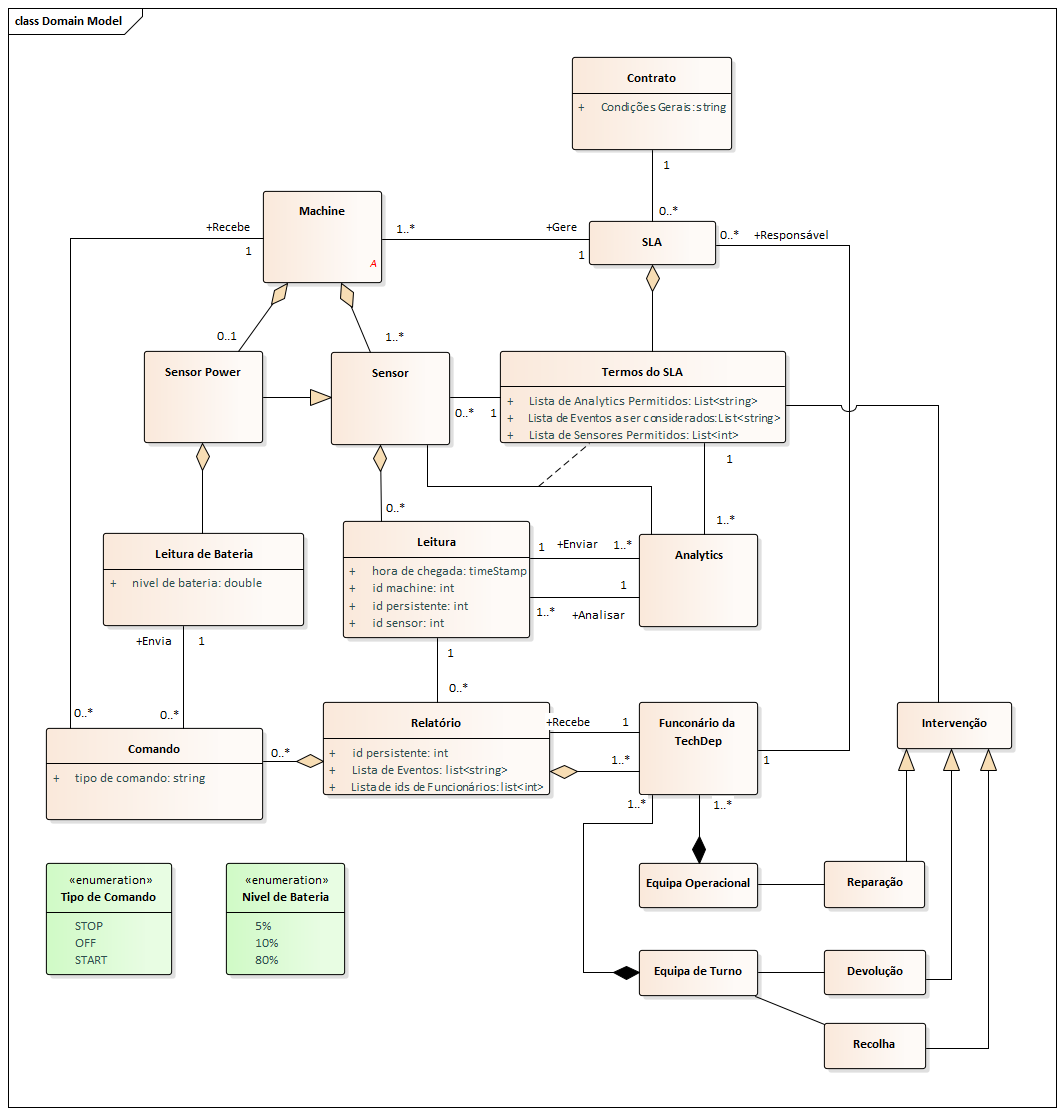 class Domain Model
Contrato
+ Condições Gerais: string
1
0..*
Machine
A
+Recebe
1
1..*
+Gere
1
SLA
0..*
+Responsável
0..1
1..*
Sensor Power
Sensor
0..*
1
Termos do SLA
+ Lista de Analytics Permitidos: List<string>
+ Lista de Eventos a ser considerados: List<string>
+ Lista de Sensores Permitidos: List<int>
1
1..*
0..*
Leitura de Bateria
+ nivel de bateria: double
Leitura
+ hora de chegada: timeStamp
+ id machine: int
+ id persistente: int
+ id sensor: int
1
+Enviar
1..*
1
1..*
+Analisar
Analytics
+Envia
1
1
0..*
0..*
0..*
Comando
+ tipo de comando: string
0..*
Relatório
+ id persistente: int
+ Lista de Eventos: list<string>
+ Lista de ids de Funcionários: list<int>
+Recebe
1
1..*
Funconário da
TechDep
1
Intervenção
1..*
1..*
«enumeration»
Tipo de Comando
STOP
OFF
START
«enumeration»
Nivel de Bateria
5%
10%
80%
Equipa Operacional
Reparação
Equipa de Turno
Devolução
Recolha